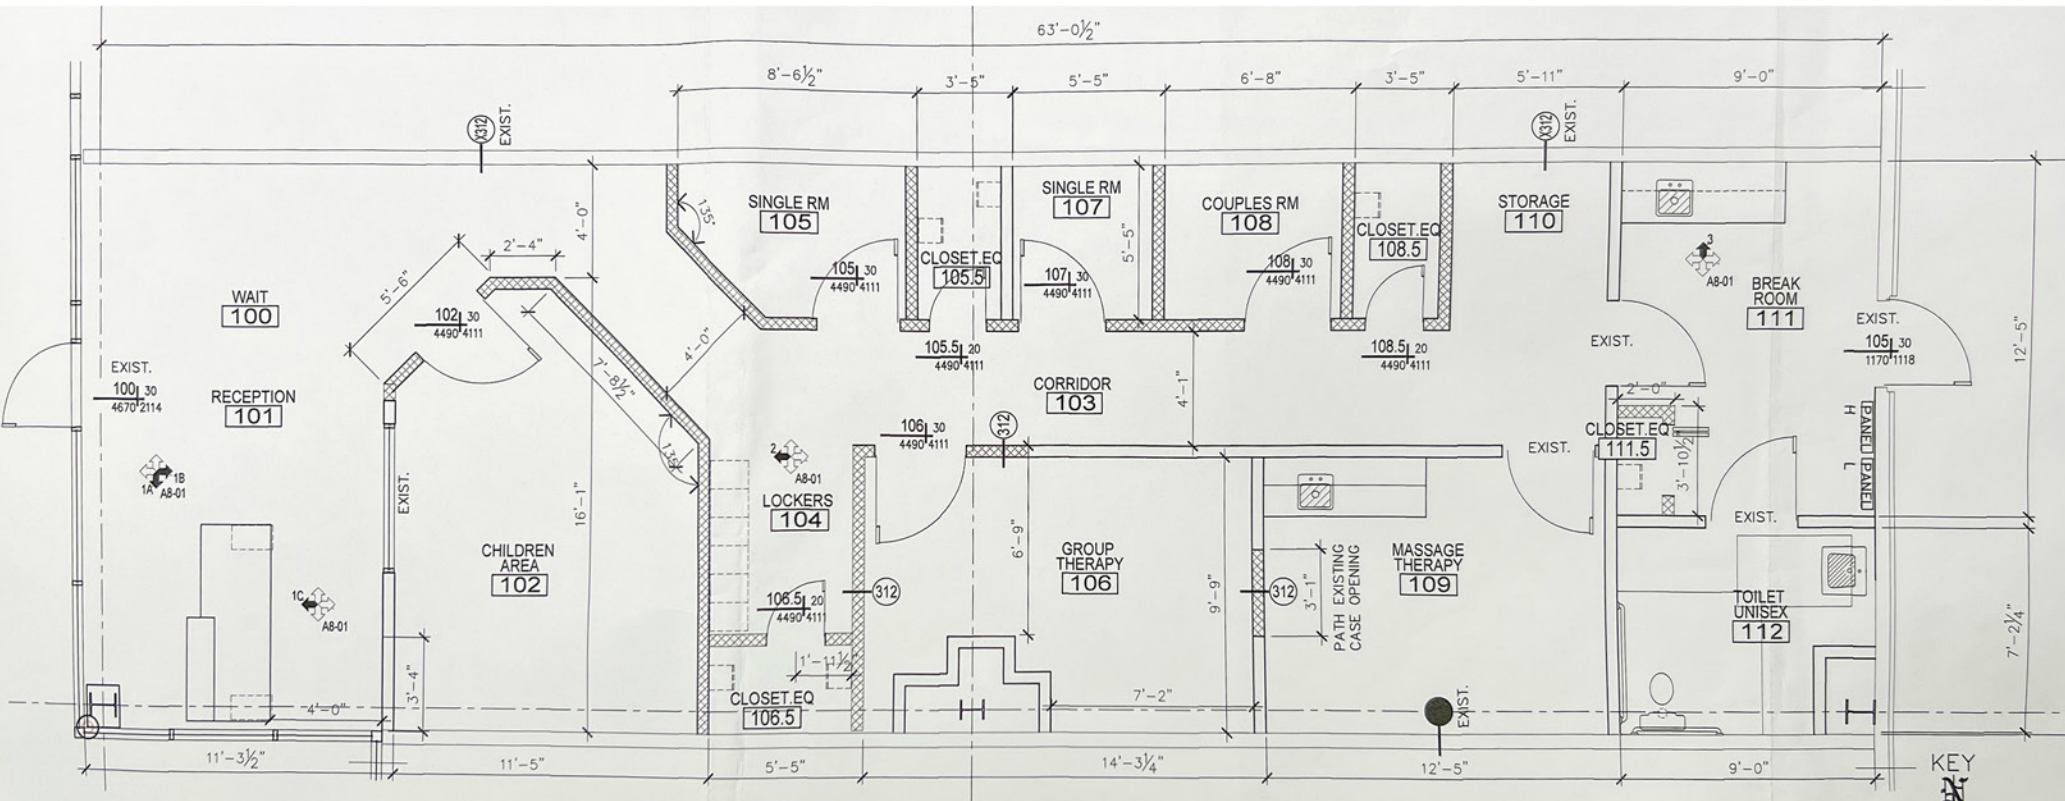 63'-0½"
8'-6½"
3'-5"
5'-5"
6'-8"
3'-5"
5'-11"
9'-0"
X312
EXIST.
X312
EXIST.
4'-0"
135°
SINGLE RM
105
SINGLE RM
107
COUPLES RM
108
STORAGE
110
CLOSET.EQ
108.5
CLOSET.EQ
105.5
5'-5"
2'-4"
5'-6"
105 30
4490 4111
107 30
4490 4111
108 30
4490 4111
3
A8-01
BREAK
ROOM
111
WAIT
100
102 30
4490 4111
EXIST.
105 30
1170 1118
12'-5"
EXIST.
4'-0"
7'-8½"
105.5 20
4490 4111
108.5 20
4490 4111
EXIST.
100 30
4670 2114
RECEPTION
101
CORRIDOR
103
4'-1"
2'-0"
PANEL H
PANEL L
CLOSET.EQ
111.5
3'-10½"
106 30
4490 4111
312
EXIST.
135°
2
A8-01
1A
1B
A8-01
EXIST.
LOCKERS
104
16'-1"
6'-9"
EXIST.
CHILDREN
AREA
102
GROUP
THERAPY
106
MASSAGE
THERAPY
109
312
312
9'-9"
3'-1"
PATH EXISTING
CASE OPENING
106.5 20
4490 4111
1C
A8-01
TOILET
UNISEX
112
7'-2¼"
1'-11½"
3'-4"
4'-0"
CLOSET.EQ
106.5
7'-2"
EXIST.
11'-3½"
11'-5"
5'-5"
14'-3¼"
12'-5"
9'-0"
KEY